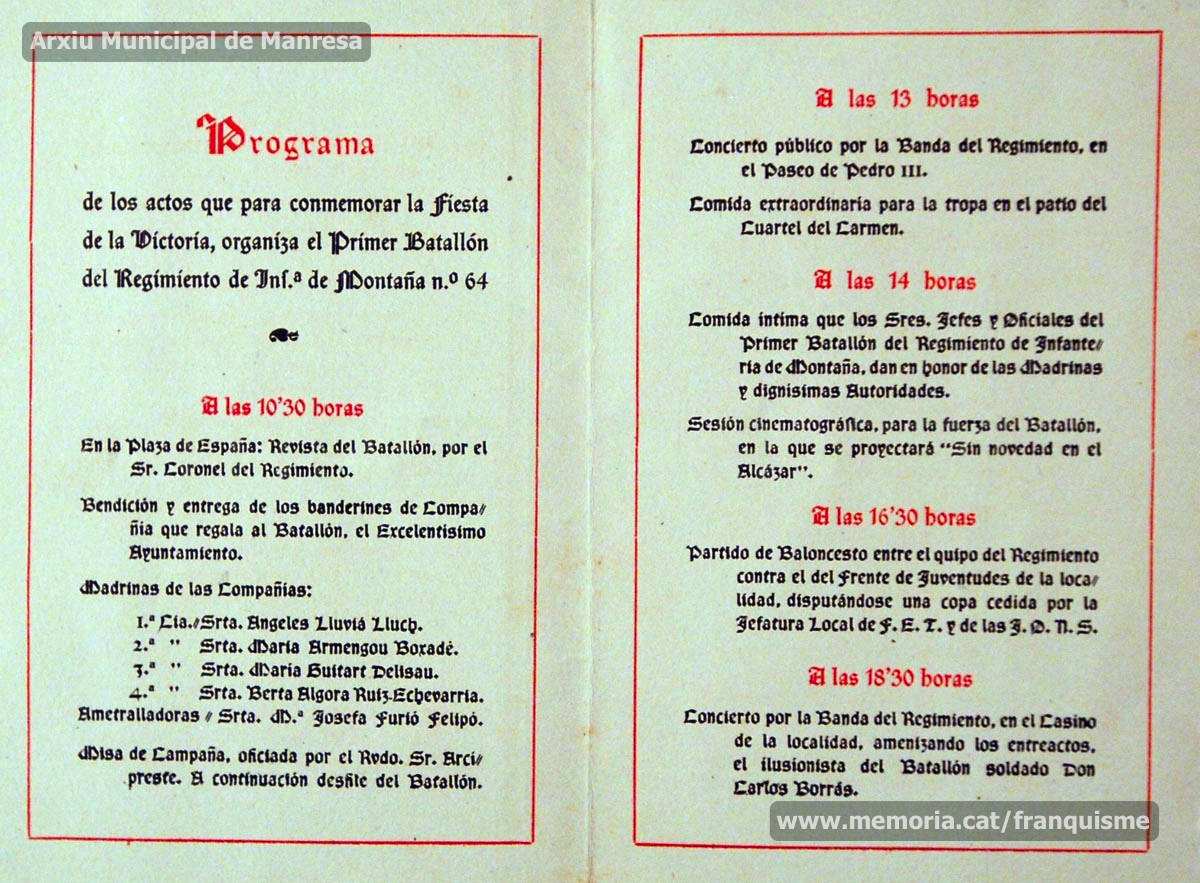 Arxiu Municipal de Manresa
Programa
de los actos que para conmemorar la Fiesta
de la Victoria, organiza el Primer Batallón
del Regimiento de Inf.ª de Montaña n.º 64
A las 10'30 horas
En la Plaza de España: Revista del Batallón, por el
Sr. Coronel del Regimiento.
Bendición y entrega de los banderines de Compa-
ñia que regala al Batallón, el Excelentisimo
Ayuntamiento.
Madrinas de las Compañias:
1.ª Cia.-Srta. Angeles Lluviá Lluch.
2.ª " Srta. Maria Armengou Boxadé.
3.ª " Srta. Maria Guitart Delisau.
4.ª " Srta. Berta Algora Ruiz-Echevarria.
Ametralladoras - Srta. M.ª Josefa Furió Felipó.
Misa de Campaña, oficiada por el Rvdo. Sr. Arci-
preste. A continuación desfile del Batallón.
A las 13 horas
Concierto público por la Banda del Regimiento, en
el Paseo de Pedro III.
Comida extraordinaria para la tropa en el patio del
Cuartel del Carmen.
A las 14 horas
Comida íntima que los Sres. Jefes y Oficiales del
Primer Batallón del Regimiento de Infante-
ría de Montaña, dan en honor de las Madrinas
y dignisimas Autoridades.
Sesión cinematográfica, para la fuerza del Batallón,
en la que se proyectará "Sin novedad en el
Alcázar".
A las 16'30 horas
Partido de Baloncesto entre el quipo del Regimiento
contra el del Frente de Juventudes de la loca-
lidad, disputándose una copa cedida por la
Jefatura Local de F. E. T. y de las J. O. N. S.
A las 18'30 horas
Concierto por la Banda del Regimiento, en el Casino
de la localidad, amenizando los entreactos,
el ilusionista del Batallón soldado Don
Carlos Borrás.
www.memoria.cat/franquisme